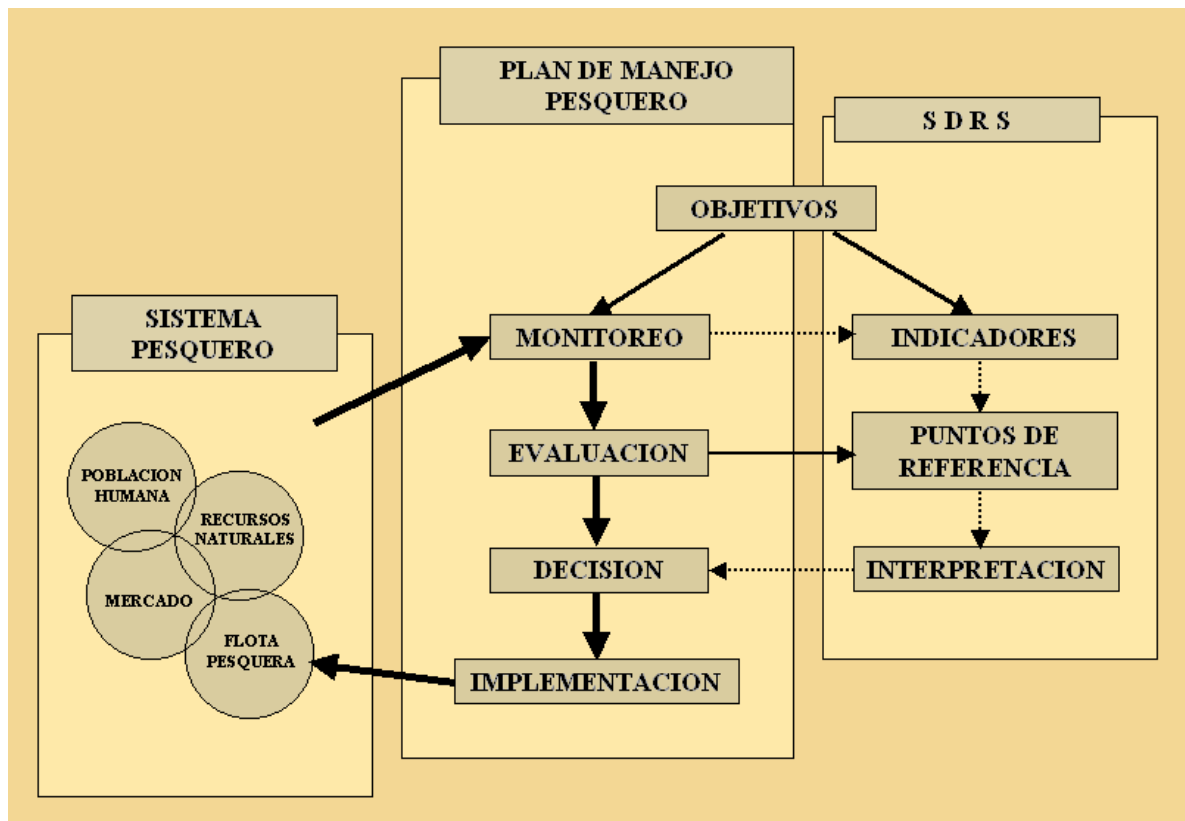 PLAN DE MANEJO
PESQUERO
S D R S
OBJETIVOS
SISTEMA
PESQUERO
MONITOREO
INDICADORES
EVALUACION
PUNTOS DE
REFERENCIA
DECISION
INTERPRETACION
IMPLEMENTACION
POBLACION
HUMANA
RECURSOS
NATURALES
MERCADO
FLOTA
PESQUERA